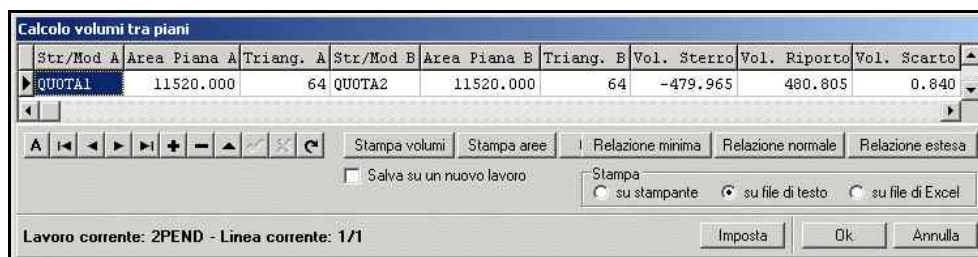 Calcolo volumi tra piani
Str/Mod A Area Piana A Triang. A Str/Mod B Area Piana B Triang. B Vol. Sterro Vol. Riporto Vol. Scarto
QUOTA1 11520.000 64 QUOTA2 11520.000 64 -479.965 480.805 0.840
A Stampa volumi Stampa aree Relazione minima Relazione normale Relazione estesa
Salva su un nuovo lavoro
Stampa
su stampante su file di testo su file di Excel
Lavoro corrente: 2PEND - Linea corrente: 1/1 Imposta Ok Annulla